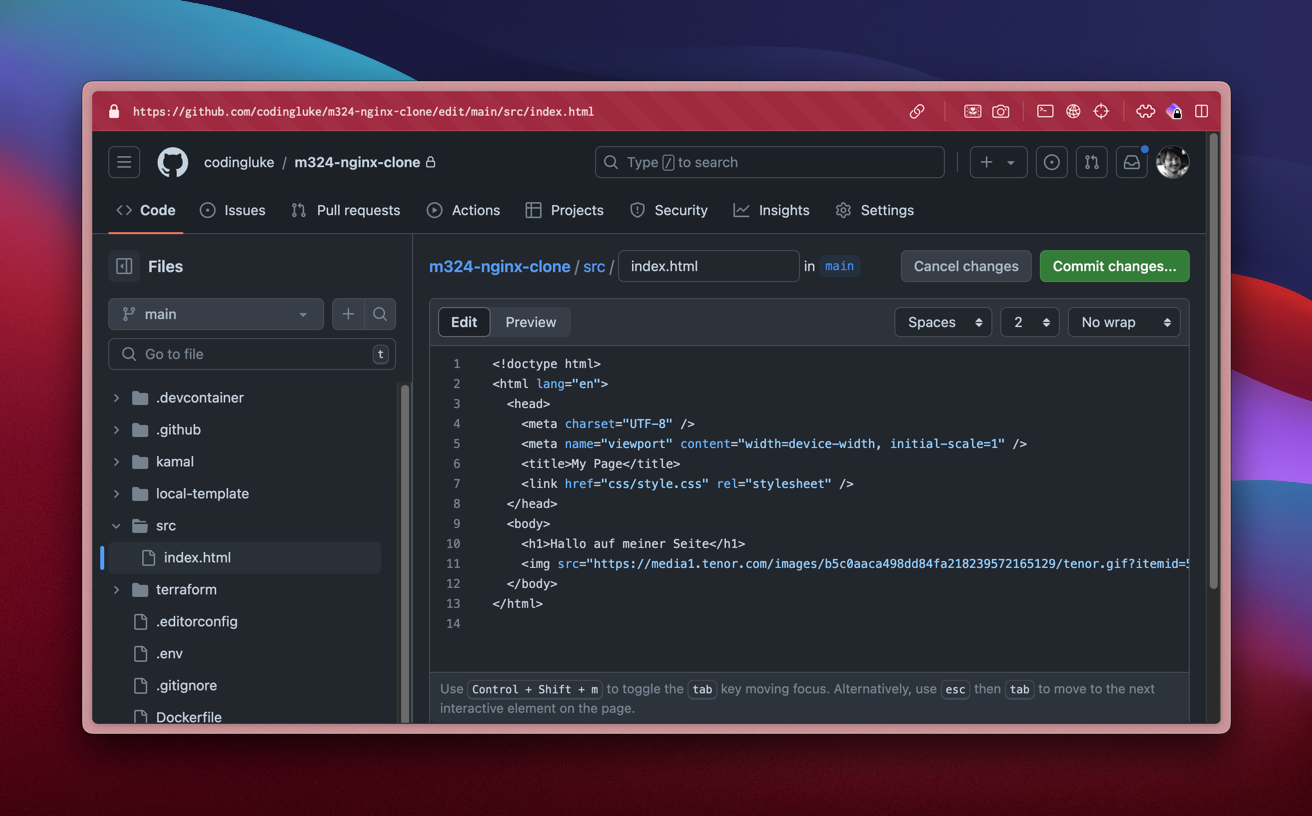 https://github.com/codingluke/m324-nginx-clone/edit/main/src/index.html
codingluke / m324-nginx-clone
Type / to search
Code Issues Pull requests Actions Projects Security Insights Settings
Files
main
Go to file t
.devcontainer
.github
kamal
local-template
src
index.html
terraform
.editorconfig
.env
.gitignore
Dockerfile
m324-nginx-clone / src / index.html in main
Cancel changes Commit changes...
Edit Preview Spaces 2 No wrap
1 <!doctype html>
2 <html lang="en">
3 <head>
4 <meta charset="UTF-8" />
5 <meta name="viewport" content="width=device-width, initial-scale=1" />
6 <title>My Page</title>
7 <link href="css/style.css" rel="stylesheet" />
8 </head>
9 <body>
10 <h1>Hallo auf meiner Seite</h1>
11 <img src="https://media1.tenor.com/images/b5c0aaca498dd84fa218239572165129/tenor.gif?itemid=5
12 </body>
13 </html>
14
Use Control + Shift + m to toggle the tab key moving focus. Alternatively, use esc then tab to move to the next
interactive element on the page.